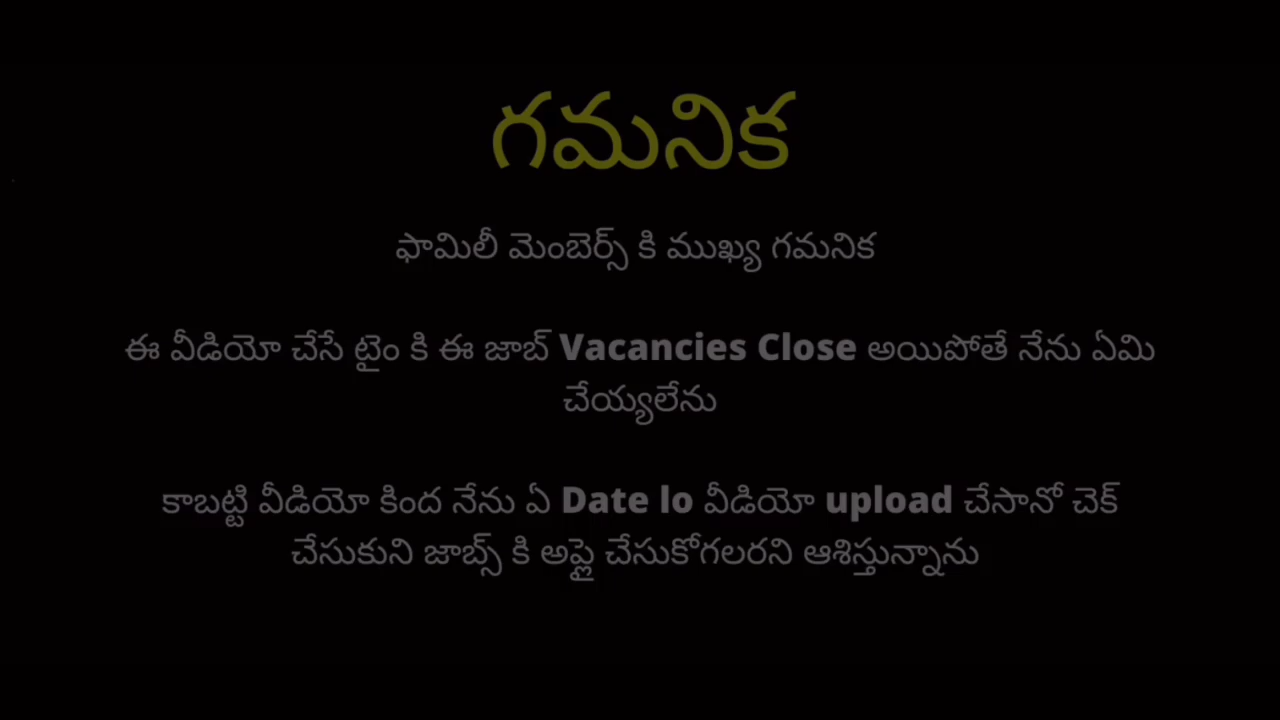 గమనిక
ఫామిలీ మెంబెర్స్ కి ముఖ్య గమనిక
ఈ వీడియో చేసే టైం కి ఈ జాబ్ Vacancies Close అయిపోతే నేను ఏమి
చేయ్యలేను
కాబట్టి వీడియో కింద నేను ఏ Date lo వీడియో upload చేసానో చెక్
చేసుకుని జాబ్స్ కి అప్లై చేసుకోగలరని ఆశిస్తున్నాను